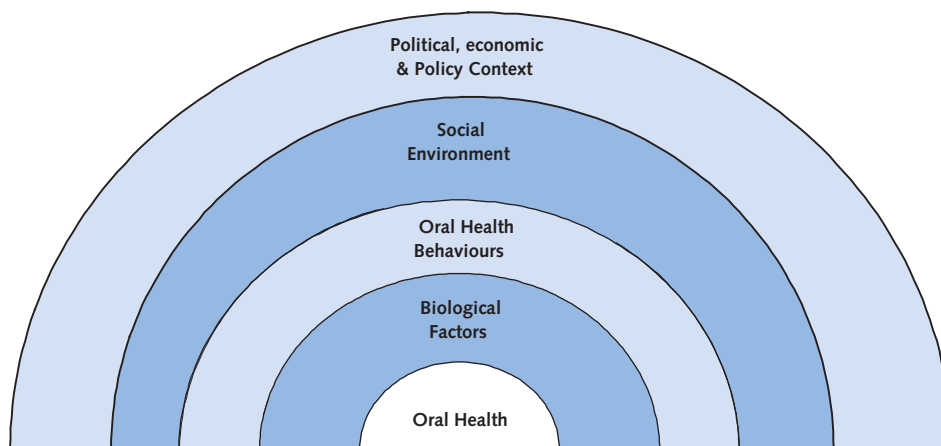 Political, economic
& Policy Context
Social
Environment
Oral Health
Behaviours
Biological
Factors
Oral Health